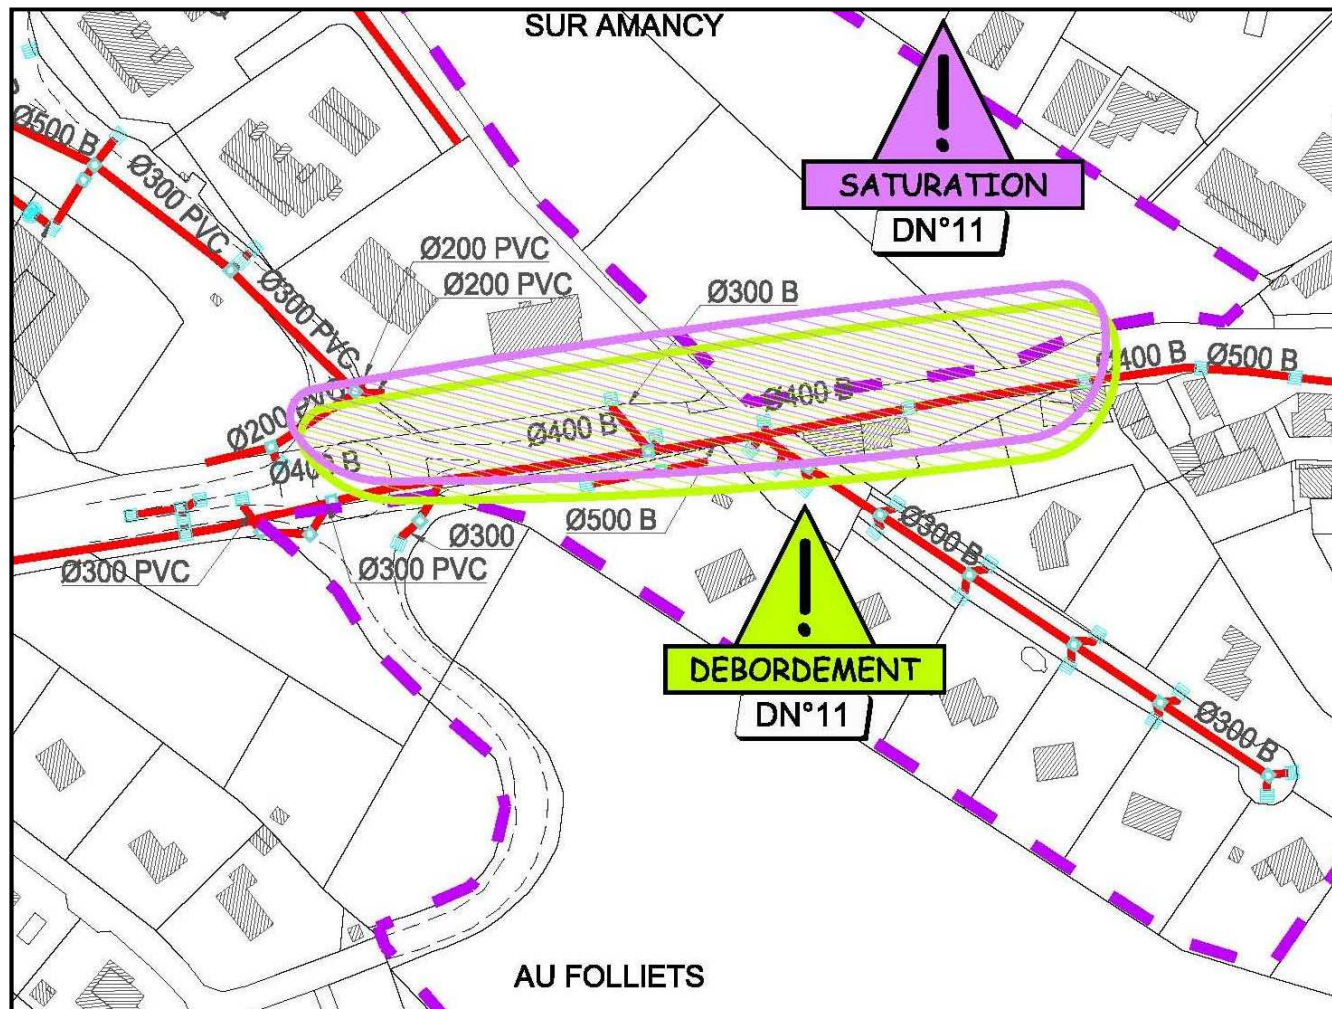 SUR AMANCY
SATURATION
DN°11
Ø500 B
Ø300 PVC
Ø200 PVC
Ø200 PVC
Ø300 PVC
Ø300 B
Ø400 B
Ø500 B
Ø400 B
Ø200 PVC
Ø400 B
Ø400 B
Ø500 B
Ø300
Ø300 PVC
Ø300 PVC
Ø300 B
DEBORDEMENT
DN°11
Ø300 B
AU FOLLIETS